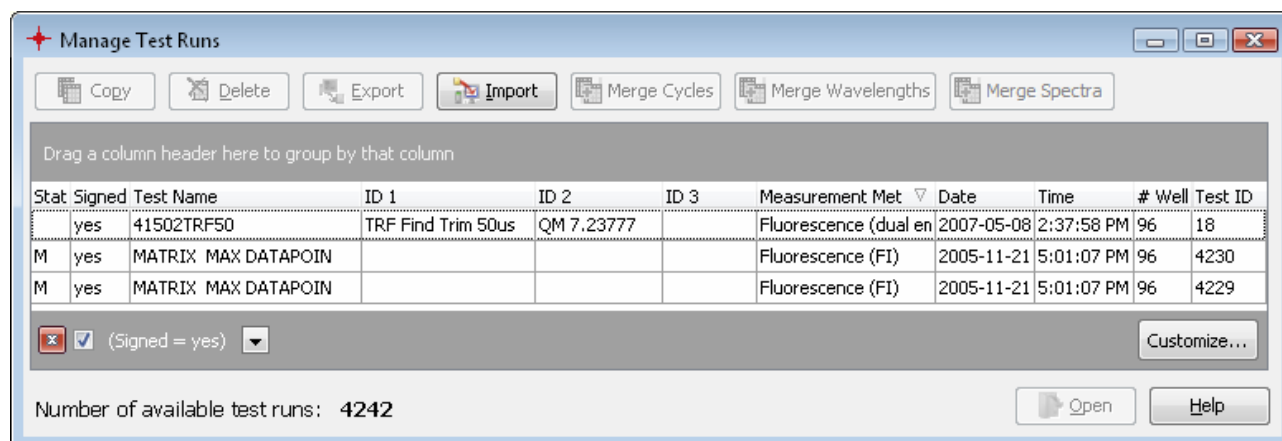 Manage Test Runs
Copy Delete Export Import Merge Cycles Merge Wavelengths Merge Spectra
Drag a column header here to group by that column
Stat Signed Test Name ID 1 ID 2 ID 3 Measurement Met Date Time # Well Test ID
yes 41502TRF50 TRF Find Trim 50us QM 7.23777 Fluorescence (dual en 2007-05-08 2:37:58 PM 96 18
M yes MATRIX MAX DATAPOIN Fluorescence (FI) 2005-11-21 5:01:07 PM 96 4230
M yes MATRIX MAX DATAPOIN Fluorescence (FI) 2005-11-21 5:01:07 PM 96 4229
(Signed = yes) Customize...
Number of available test runs: 4242 Open Help